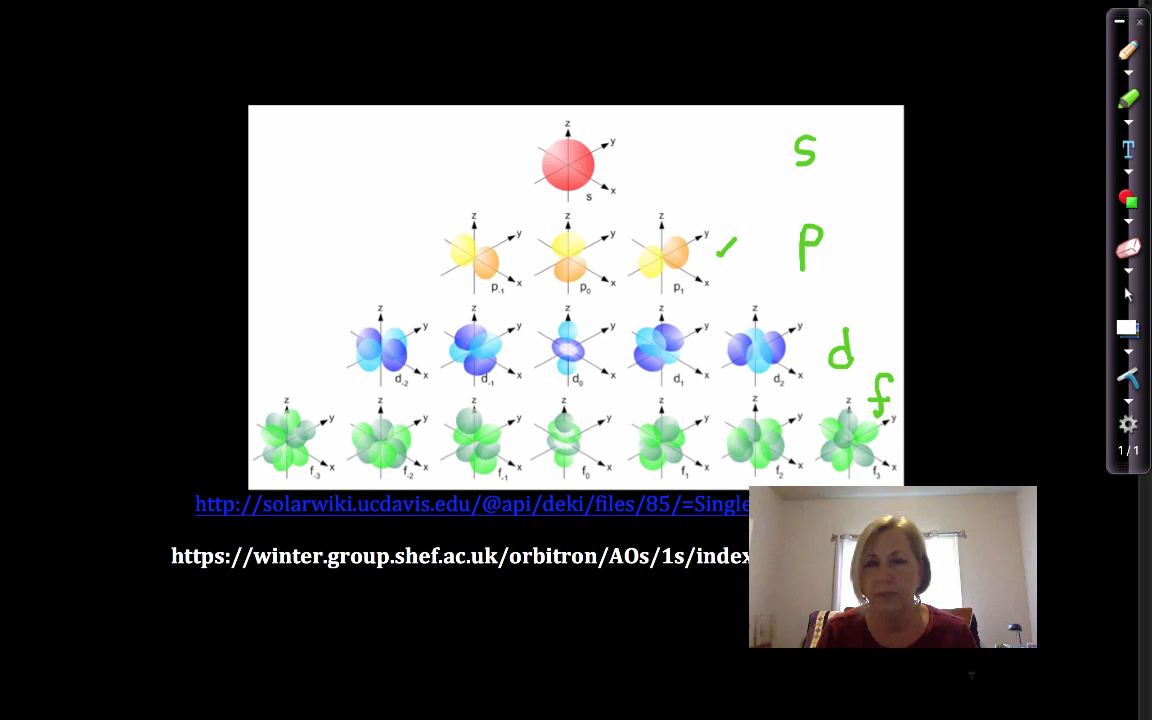 z
y
x
s
s
z y x p-1 z y x p0 z y x p1 p
z y x d-2 z y x d-1 z y x d0 z y x d1 z y x d2 d
f
z y x f-3 z y x f-2 z y x f-1 z y x f0 z y x f1 z y x f2 z y x f3
http://solarwiki.ucdavis.edu/@api/deki/files/85/=Single
https://winter.group.shef.ac.uk/orbitron/AOs/1s/index
T
1/1